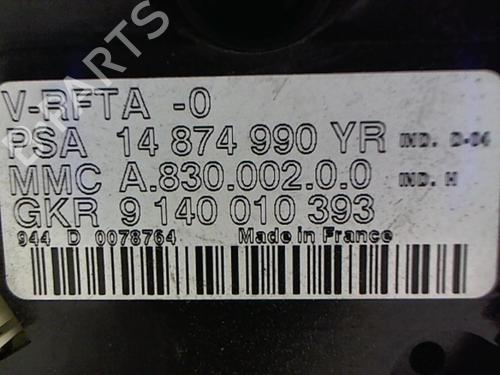 V-RFTA -0
PSA 14 874 990 YR IND. D-04
MMC A.830.002.0.0 IND. H
GKR 9 140 010 393
944 D 0078764 Made in France
PARTS